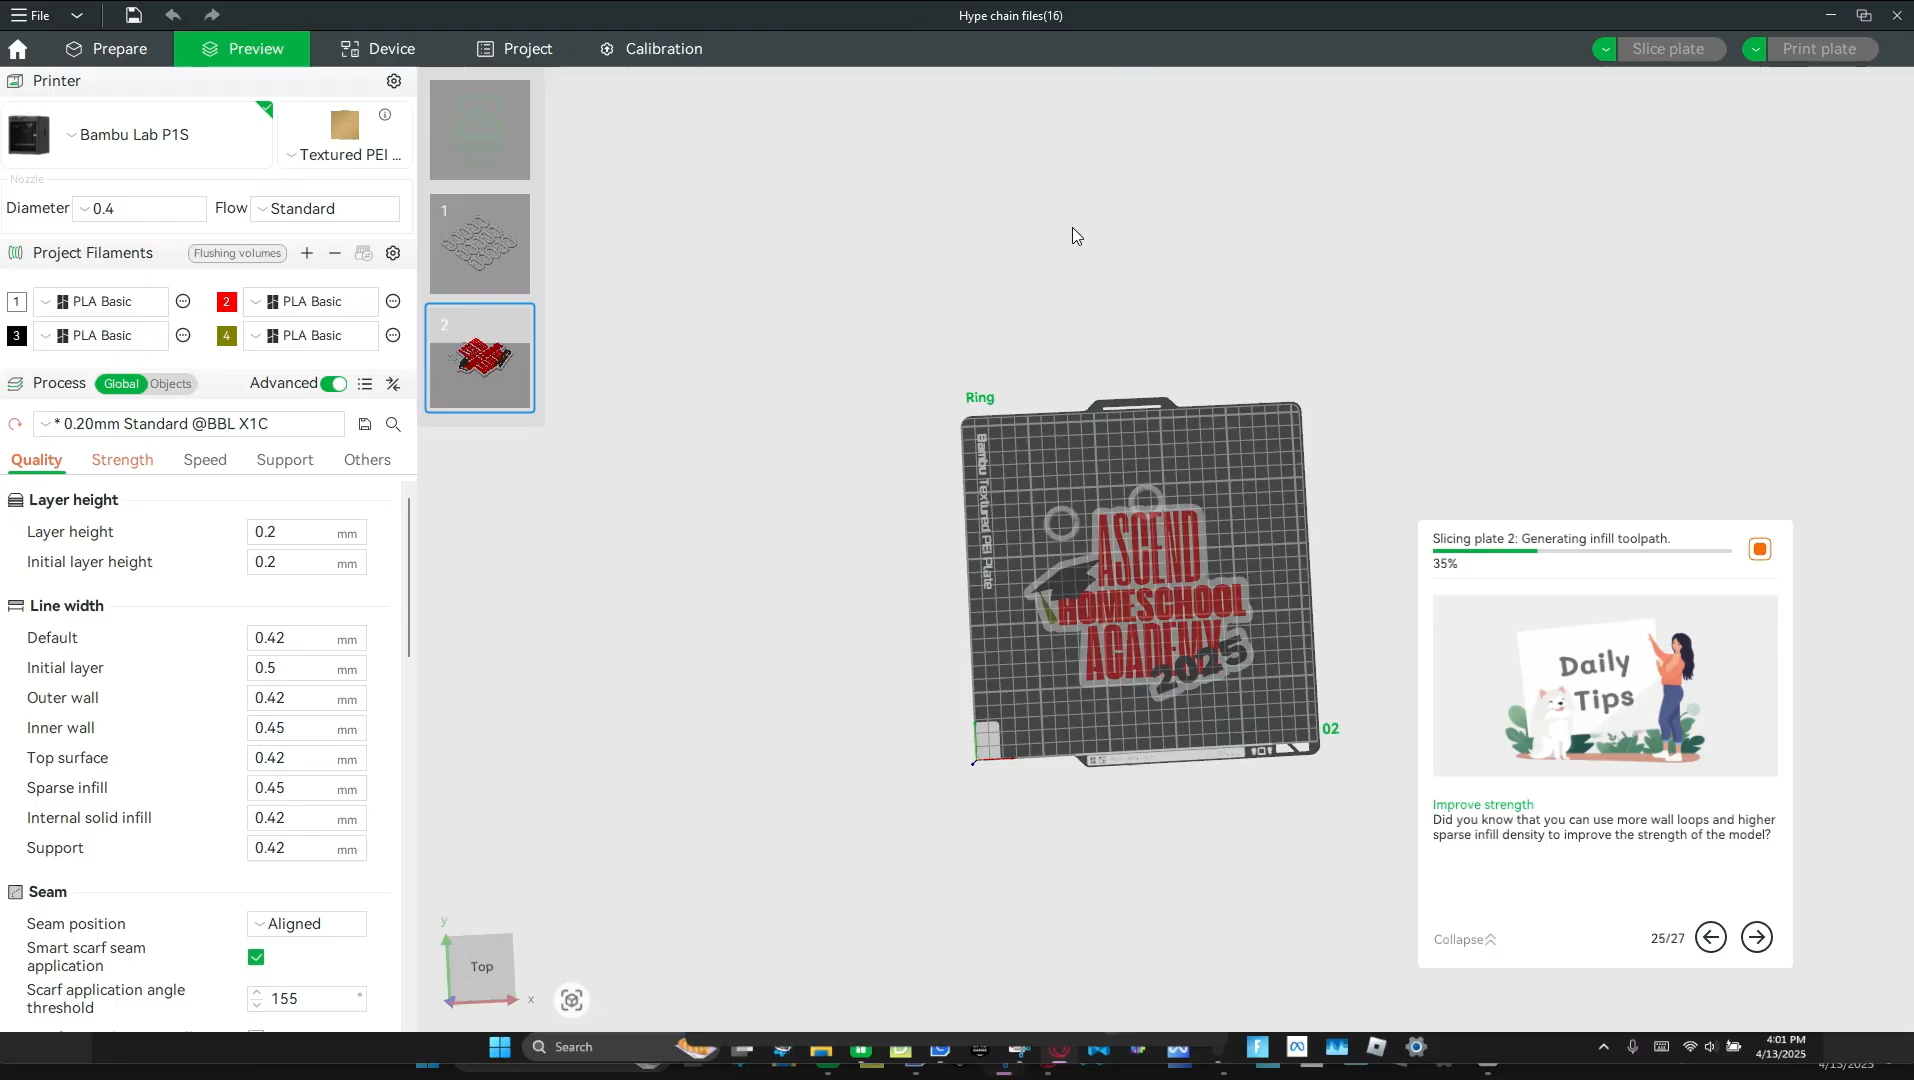 File
Hype chain files(16)
Prepare
Preview
Device
Project
Calibration
Slice plate
Print plate
Printer
Bambu Lab P1S
Textured PEI ...
Nozzle
Diameter
0.4
Flow
Standard
Project Filaments
Flushing volumes
1
PLA Basic
2
PLA Basic
3
PLA Basic
4
PLA Basic
Process
Global
Objects
Advanced
* 0.20mm Standard @BBL X1C
Quality
Strength
Speed
Support
Others
Layer height
Layer height 0.2 mm
Initial layer height 0.2 mm
Line width
Default 0.42 mm
Initial layer 0.5 mm
Outer wall 0.42 mm
Inner wall 0.45 mm
Top surface 0.42 mm
Sparse infill 0.45 mm
Internal solid infill 0.42 mm
Support 0.42 mm
Seam
Seam position Aligned
Smart scarf seam
application
Scarf application angle
threshold
155 °
1
2
Ring
Bambu Textured PEI Plate
ASCEND
HOMESCHOOL
ACADEMY
2025
02
y
Top
x
Slicing plate 2: Generating infill toolpath.
35%
Daily
Tips
Improve strength
Did you know that you can use more wall loops and higher
sparse infill density to improve the strength of the model?
Collapse
25/27
Search
4:01 PM
4/13/2025
4/13/2025